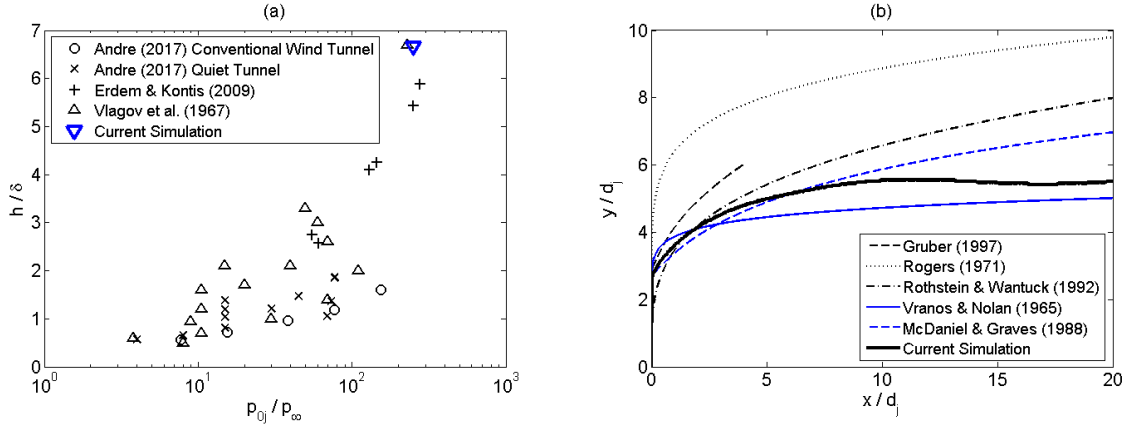 (a)
7
6
5
4
3
2
1
0
h / δ
10^0
10^1
10^2
10^3
p_0j / p_∞
Andre (2017) Conventional Wind Tunnel
Andre (2017) Quiet Tunnel
Erdem & Kontis (2009)
Vlagov et al. (1967)
Current Simulation
(b)
10
8
6
4
2
0
y / d_j
0
5
10
15
20
x / d_j
Gruber (1997)
Rogers (1971)
Rothstein & Wantuck (1992)
Vranos & Nolan (1965)
McDaniel & Graves (1988)
Current Simulation